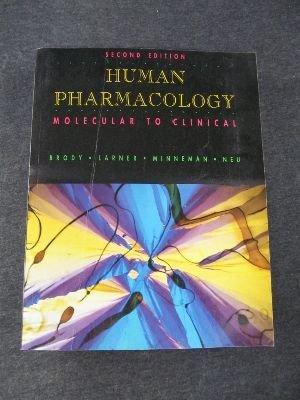 SECOND EDITION
HUMAN
PHARMACOLOGY
MOLECULAR TO CLINICAL
BRODY • LARNER • MINNEMAN • NEU